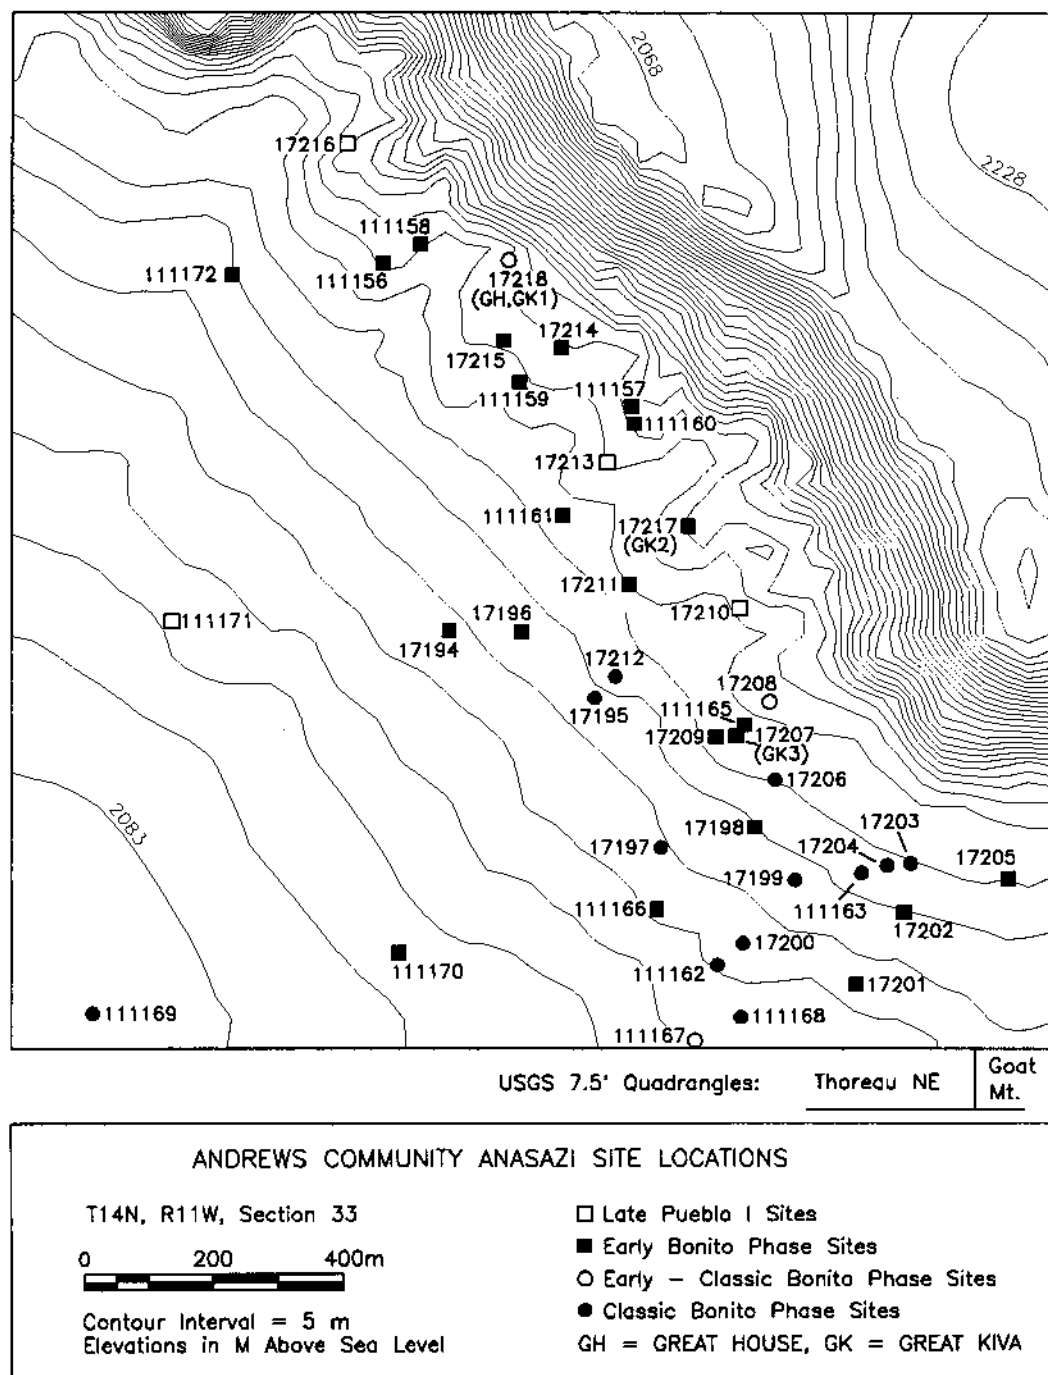 2068
2228
17216
111158
111156
111172
17218
(GH,GK1)
17214
17215
111159
111157
111160
17213
111161
17217
(GK2)
17211
17210
111171
17196
17194
17212
17195
17208
111165
17209
17207
(GK3)
17206
2083
17198
17203
17197
17204
17205
17199
111163
111166
17202
17200
111170
111162
17201
111169
111168
111167
USGS 7.5' Quadrangles: Thoreau NE
Goat
Mt.
ANDREWS COMMUNITY ANASAZI SITE LOCATIONS
T14N, R11W, Section 33
0 200 400m
Contour Interval = 5 m
Elevations in M Above Sea Level
Late Pueblo I Sites
Early Bonito Phase Sites
Early – Classic Bonito Phase Sites
Classic Bonito Phase Sites
GH = GREAT HOUSE, GK = GREAT KIVA